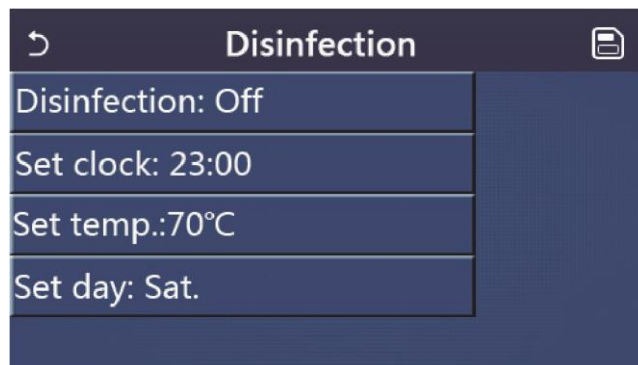 Disinfection
Disinfection: Off
Set clock: 23:00
Set temp.:70℃
Set day: Sat.